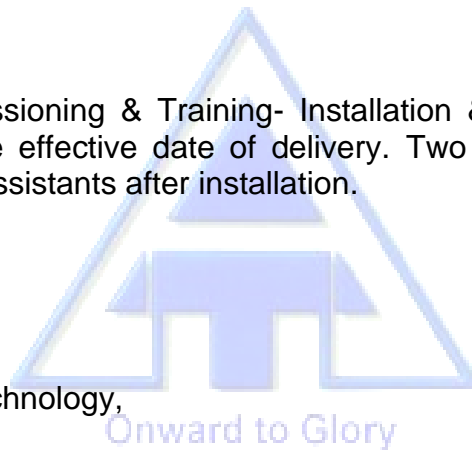 ssioning & Training- Installation &
e effective date of delivery. Two
ssistants after installation.
chnology,
Onward to Glory